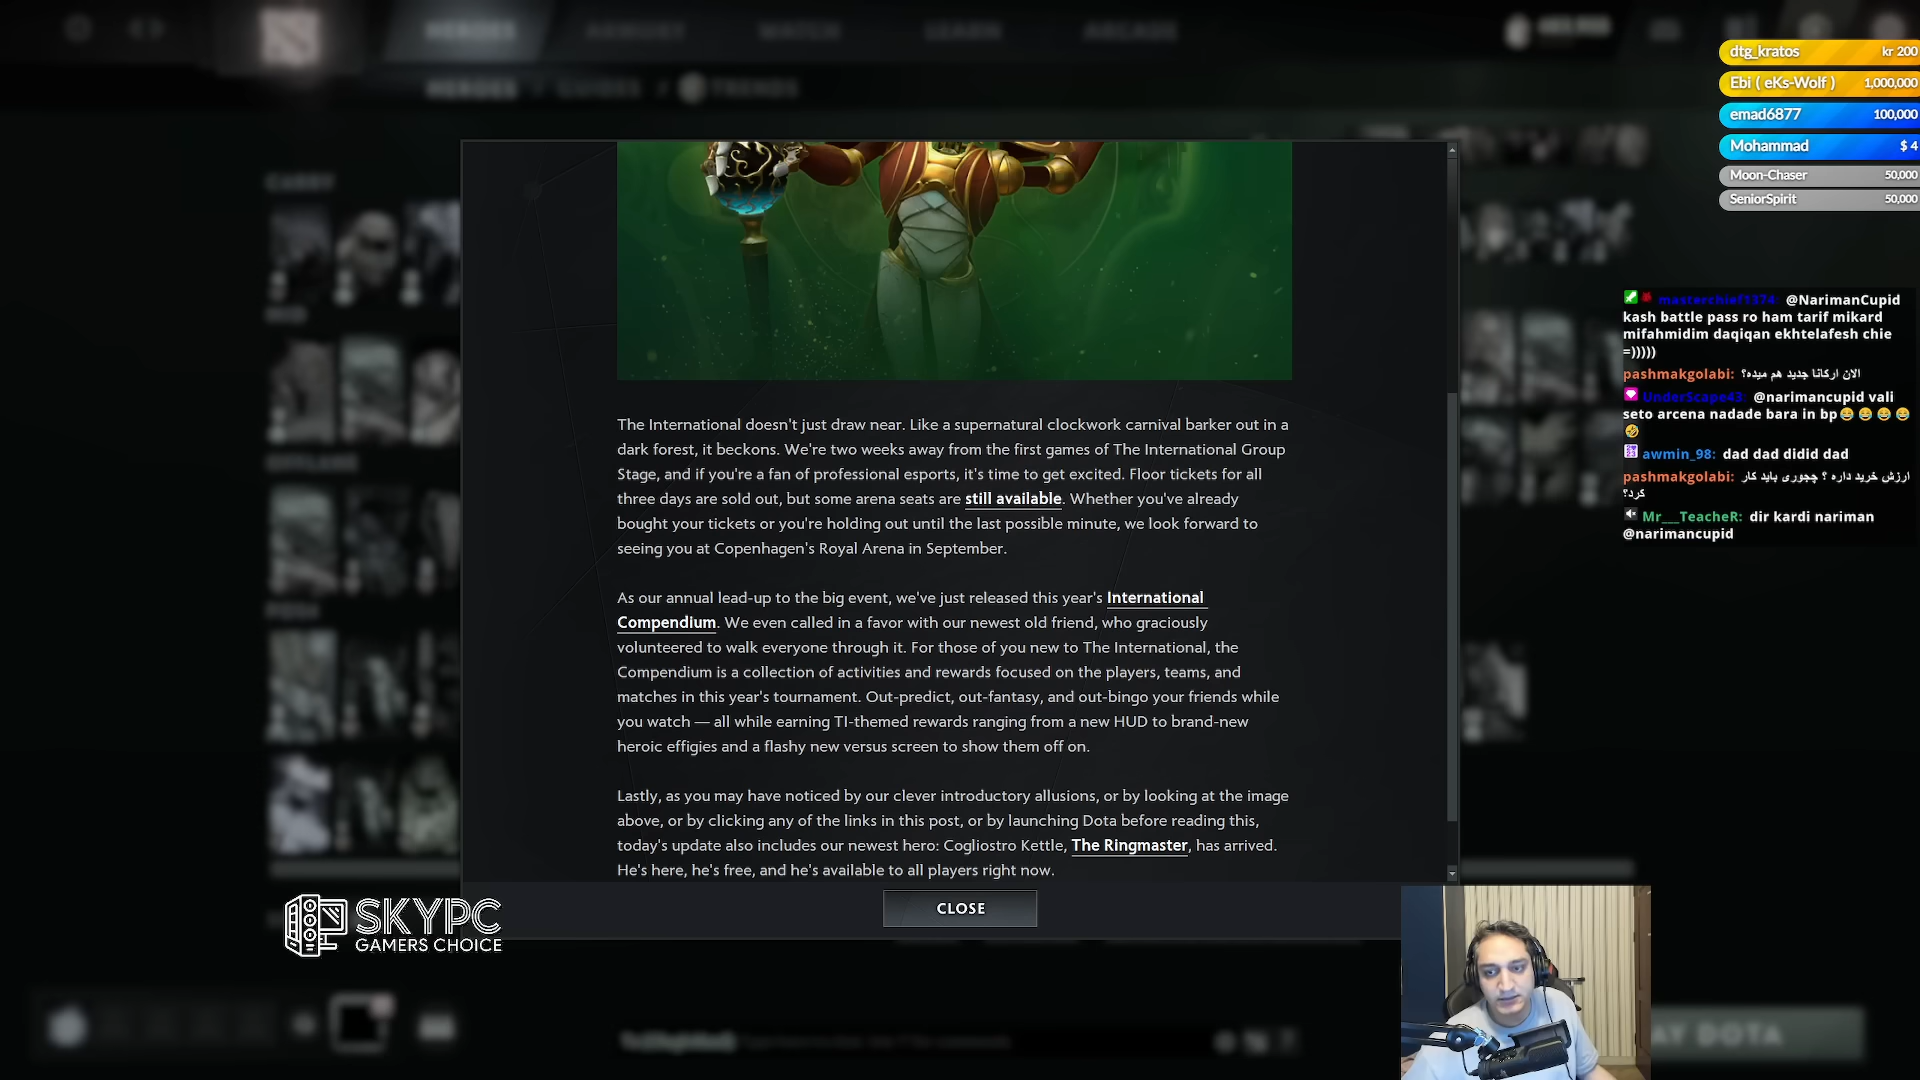 HEROES
ARMORY
WATCH
LEARN
ARCADE
HEROES / GUIDES / TRENDS
CARRY
MID
OFFLANE
dtg_kratos kr 200
Ebi ( eKs-Wolf ) 1,000,000
emad6877 100,000
Mohammad $ 4
Moon-Chaser 50,000
SeniorSpirit 50,000
The International doesn't just draw near. Like a supernatural clockwork carnival barker out in a
dark forest, it beckons. We're two weeks away from the first games of The International Group
Stage, and if you're a fan of professional esports, it's time to get excited. Floor tickets for all
three days are sold out, but some arena seats are still available. Whether you've already
bought your tickets or you're holding out until the last possible minute, we look forward to
seeing you at Copenhagen's Royal Arena in September.
As our annual lead-up to the big event, we've just released this year's International
Compendium. We even called in a favor with our newest old friend, who graciously
volunteered to walk everyone through it. For those of you new to The International, the
Compendium is a collection of activities and rewards focused on the players, teams, and
matches in this year's tournament. Out-predict, out-fantasy, and out-bingo your friends while
you watch — all while earning TI-themed rewards ranging from a new HUD to brand-new
heroic effigies and a flashy new versus screen to show them off on.
Lastly, as you may have noticed by our clever introductory allusions, or by looking at the image
above, or by clicking any of the links in this post, or by launching Dota before reading this,
today's update also includes our newest hero: Cogliostro Kettle, The Ringmaster, has arrived.
He's here, he's free, and he's available to all players right now.
CLOSE
masterchief1374: @NarimanCupid
kash battle pass ro ham tarif mikard
mifahmidim daqiqan ekhtelafesh chie
=)))))
pashmakgolabi: الان ارکانا جدید هم میده؟
UnderScape43: @narimancupid vali
seto arcena nadade bara in bp😂😂😂😂
🤣
awmin_98: dad dad didid dad
pashmakgolabi: ارزش خرید داره ؟ چجوری باید کار
کرد؟
Mr___TeacheR: dir kardi nariman
@narimancupid
SKYPC
GAMERS CHOICE
AY DOTA